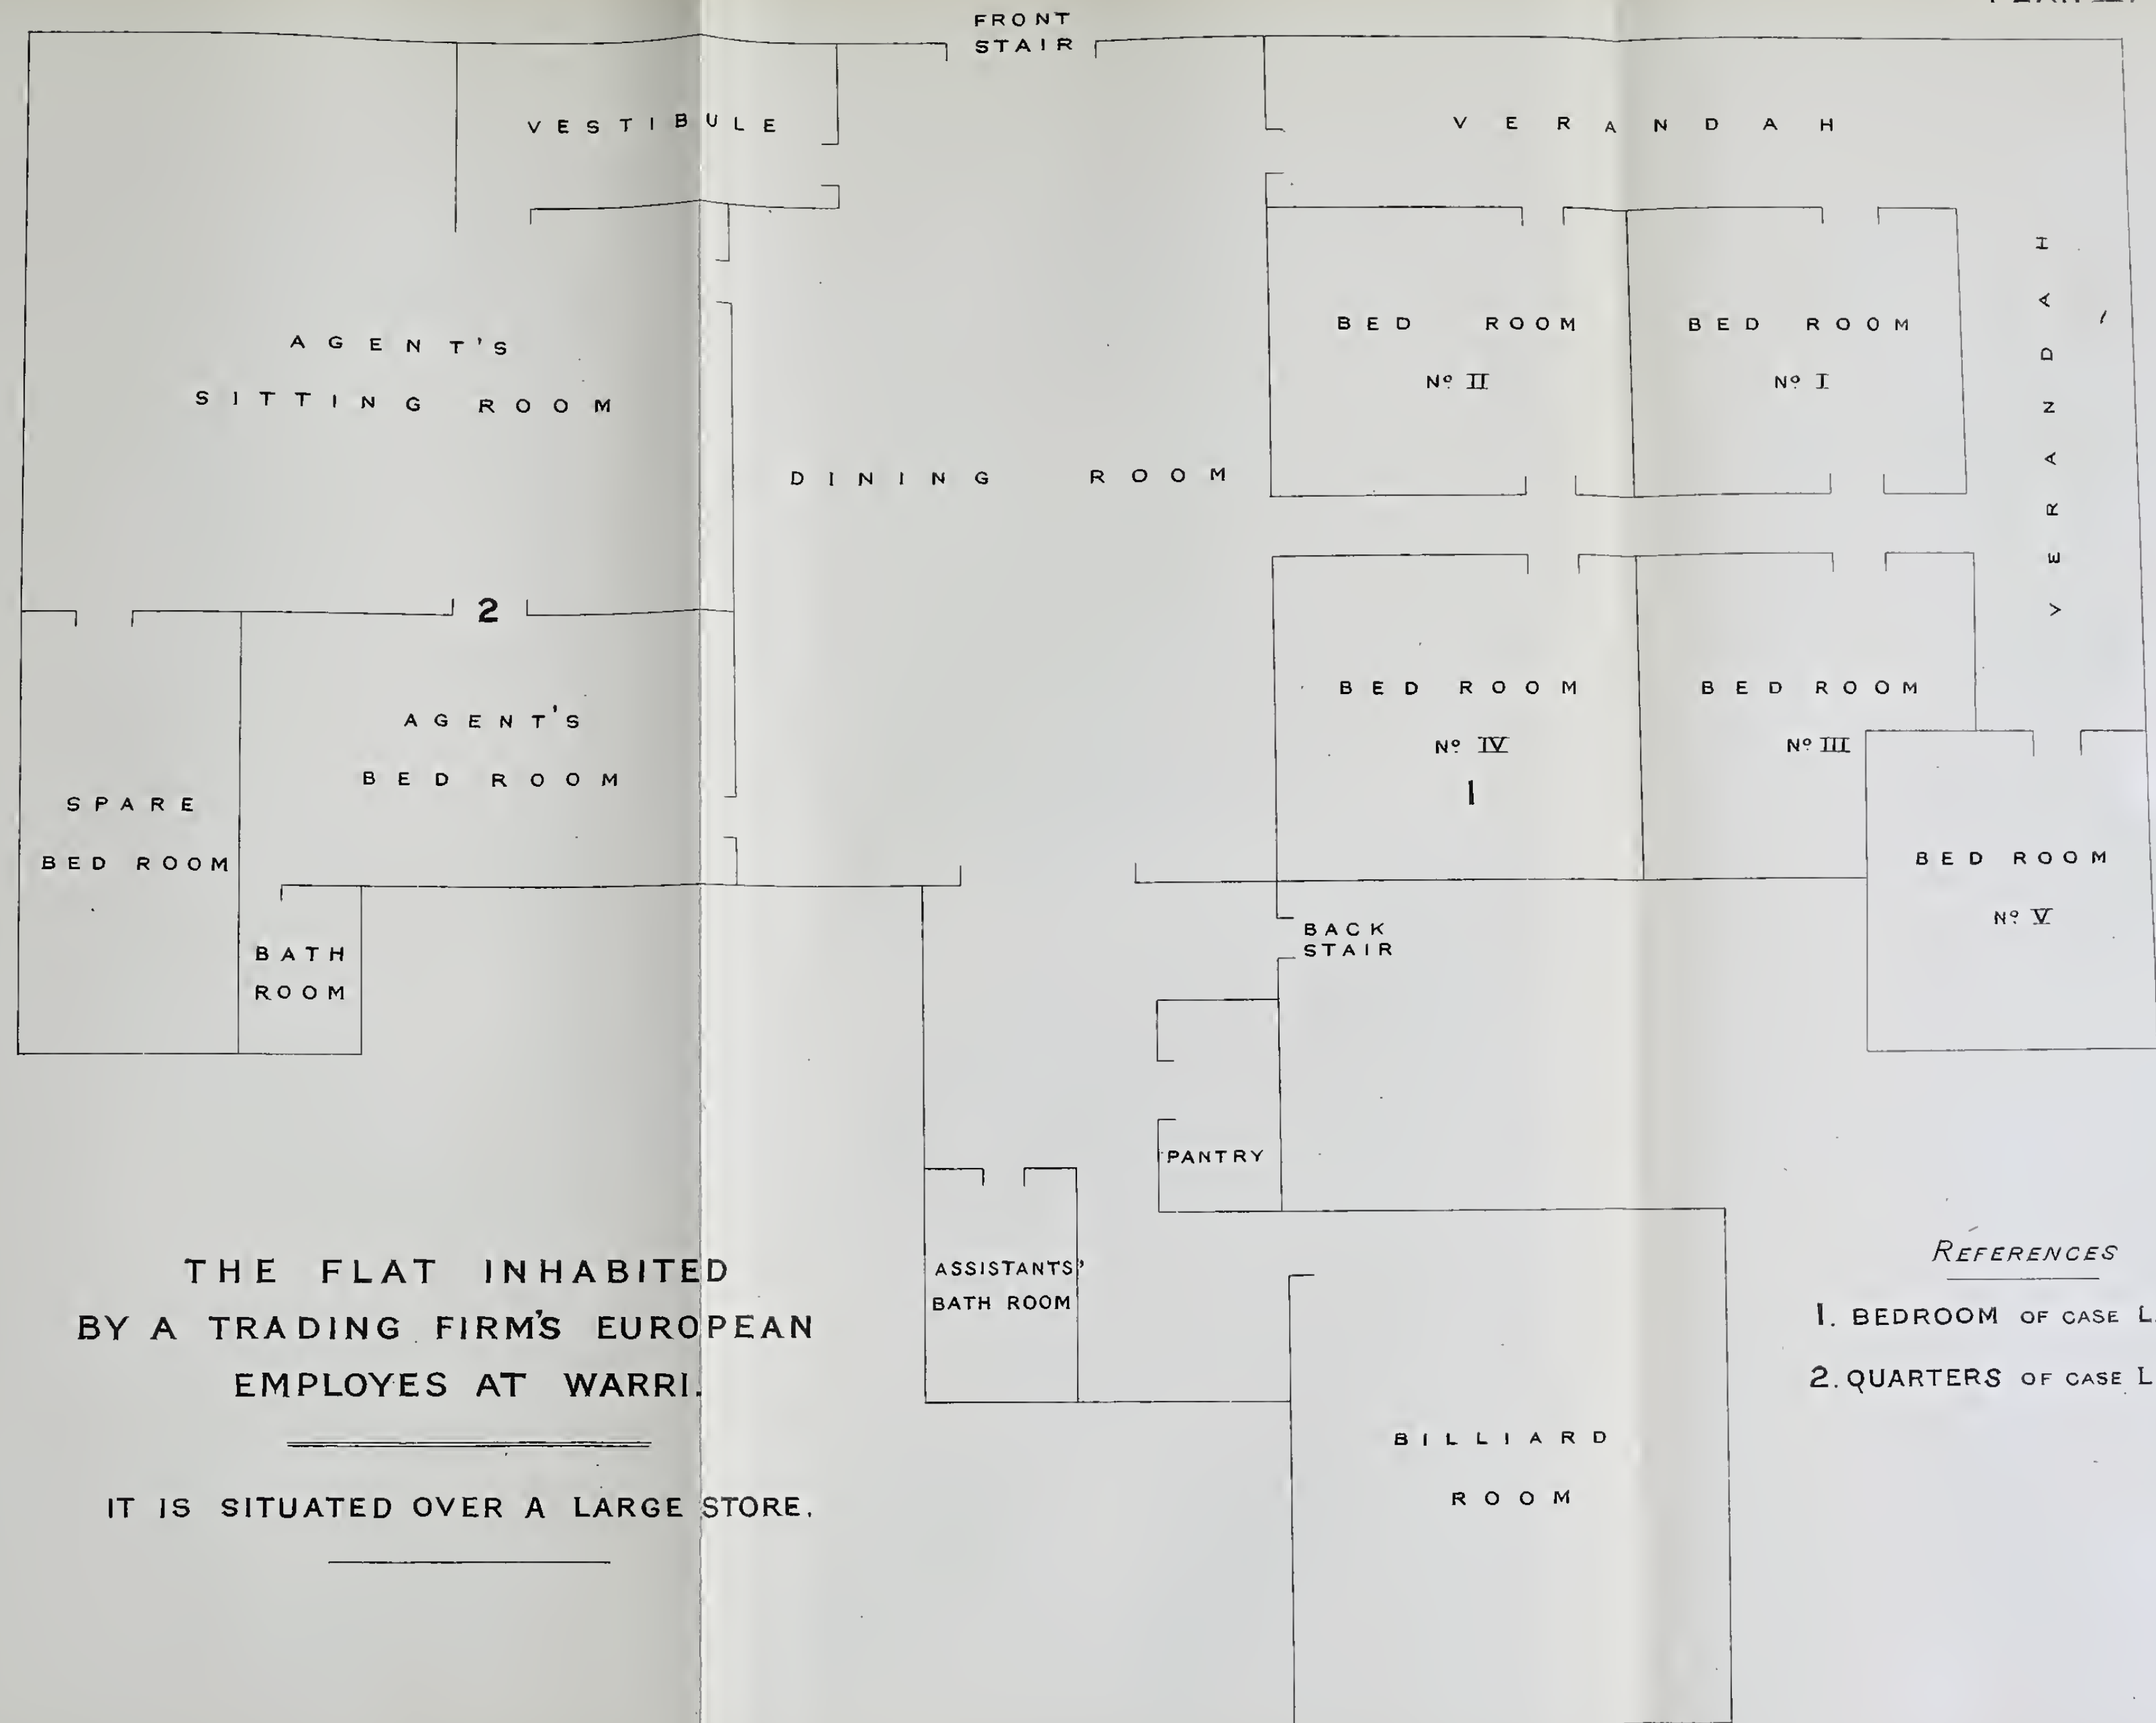 FRONT
STAIR
VESTIBULE
VERANDAH
VERANDAH
AGENT'S
SITTING ROOM
DINING ROOM
BED ROOM
Nº II
BED ROOM
Nº I
2
AGENT'S
BED ROOM
SPARE
BED ROOM
BATH
ROOM
BED ROOM
Nº IV
1
BED ROOM
Nº III
BED ROOM
Nº V
BACK
STAIR
PANTRY
ASSISTANTS'
BATH ROOM
BILLIARD
ROOM
THE FLAT INHABITED
BY A TRADING FIRM'S EUROPEAN
EMPLOYES AT WARRI.
IT IS SITUATED OVER A LARGE STORE.
REFERENCES
1. BEDROOM OF CASE
2. QUARTERS OF CASE